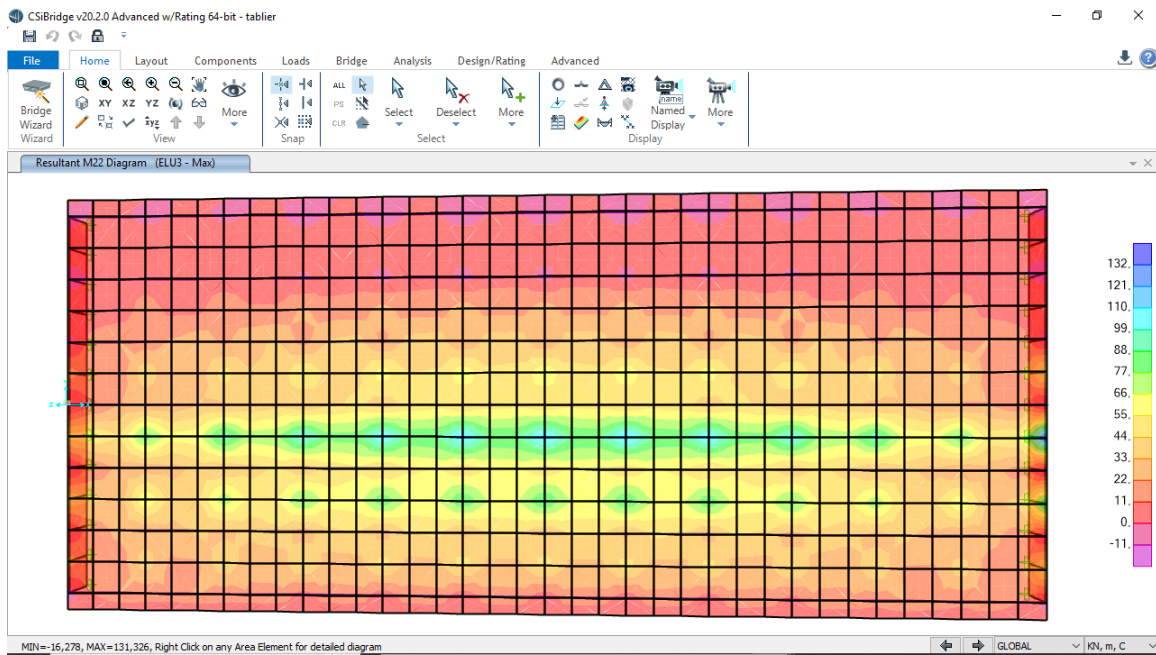 CSiBridge v20.2.0 Advanced w/Rating 64-bit - tablier
File Home Layout Components Loads Bridge Analysis Design/Rating Advanced
Bridge Wizard
XY XZ YZ
xyz
More
ALL
PS
CLR
Select
Deselect
More
name
Named Display
More
Wizard View Snap Select Display
Resultant M22 Diagram (ELU3 - Max)
132,
121,
110,
99,
88,
77,
66,
55,
44,
33,
22,
11,
0,
-11,
MIN=-16,278, MAX=131,326, Right Click on any Area Element for detailed diagram
GLOBAL
KN, m, C